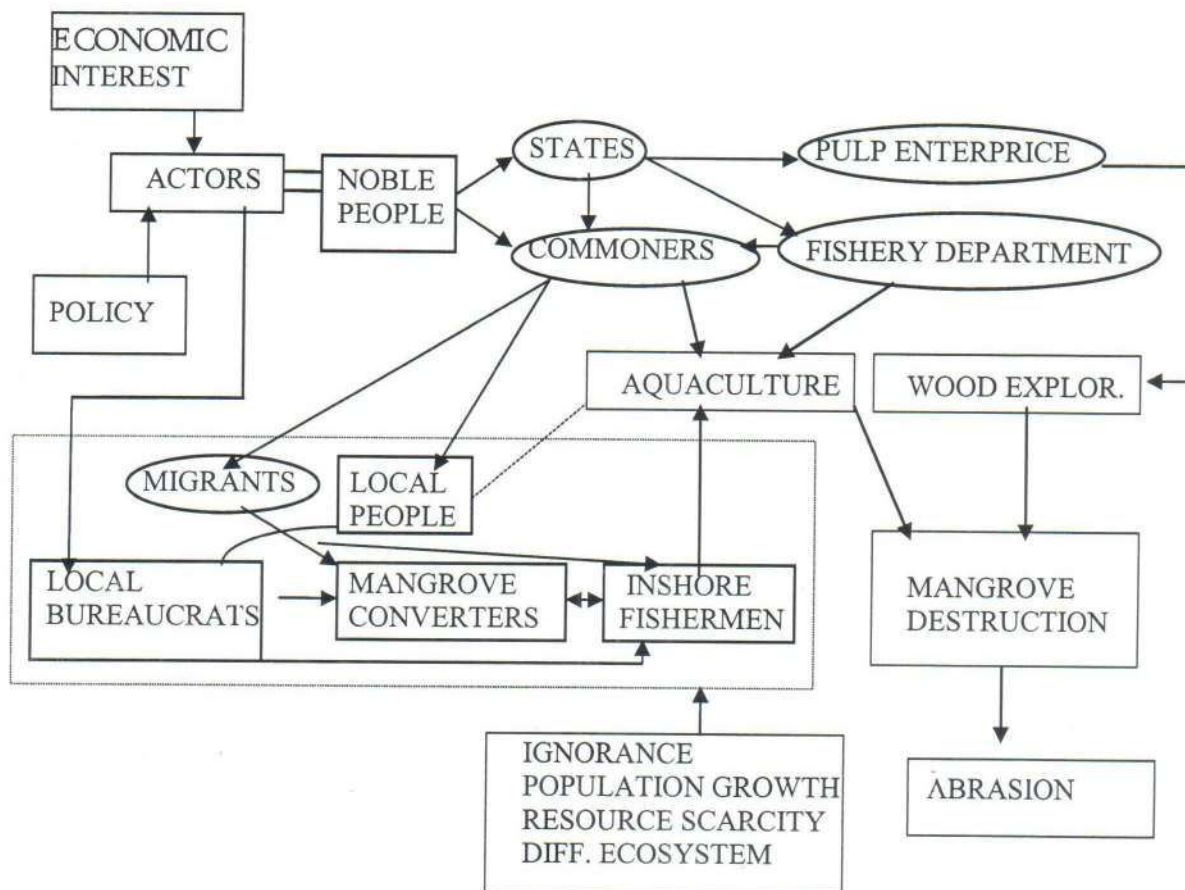 ECONOMIC
INTEREST
ACTORS
NOBLE
PEOPLE
STATES
PULP ENTERPRICE
COMMONERS
FISHERY DEPARTMENT
POLICY
AQUACULTURE
WOOD EXPLOR.
MIGRANTS
LOCAL
PEOPLE
LOCAL
BUREAUCRATS
MANGROVE
CONVERTERS
INSHORE
FISHERMEN
MANGROVE
DESTRUCTION
IGNORANCE
POPULATION GROWTH
RESOURCE SCARCITY
DIFF. ECOSYSTEM
ABRASION